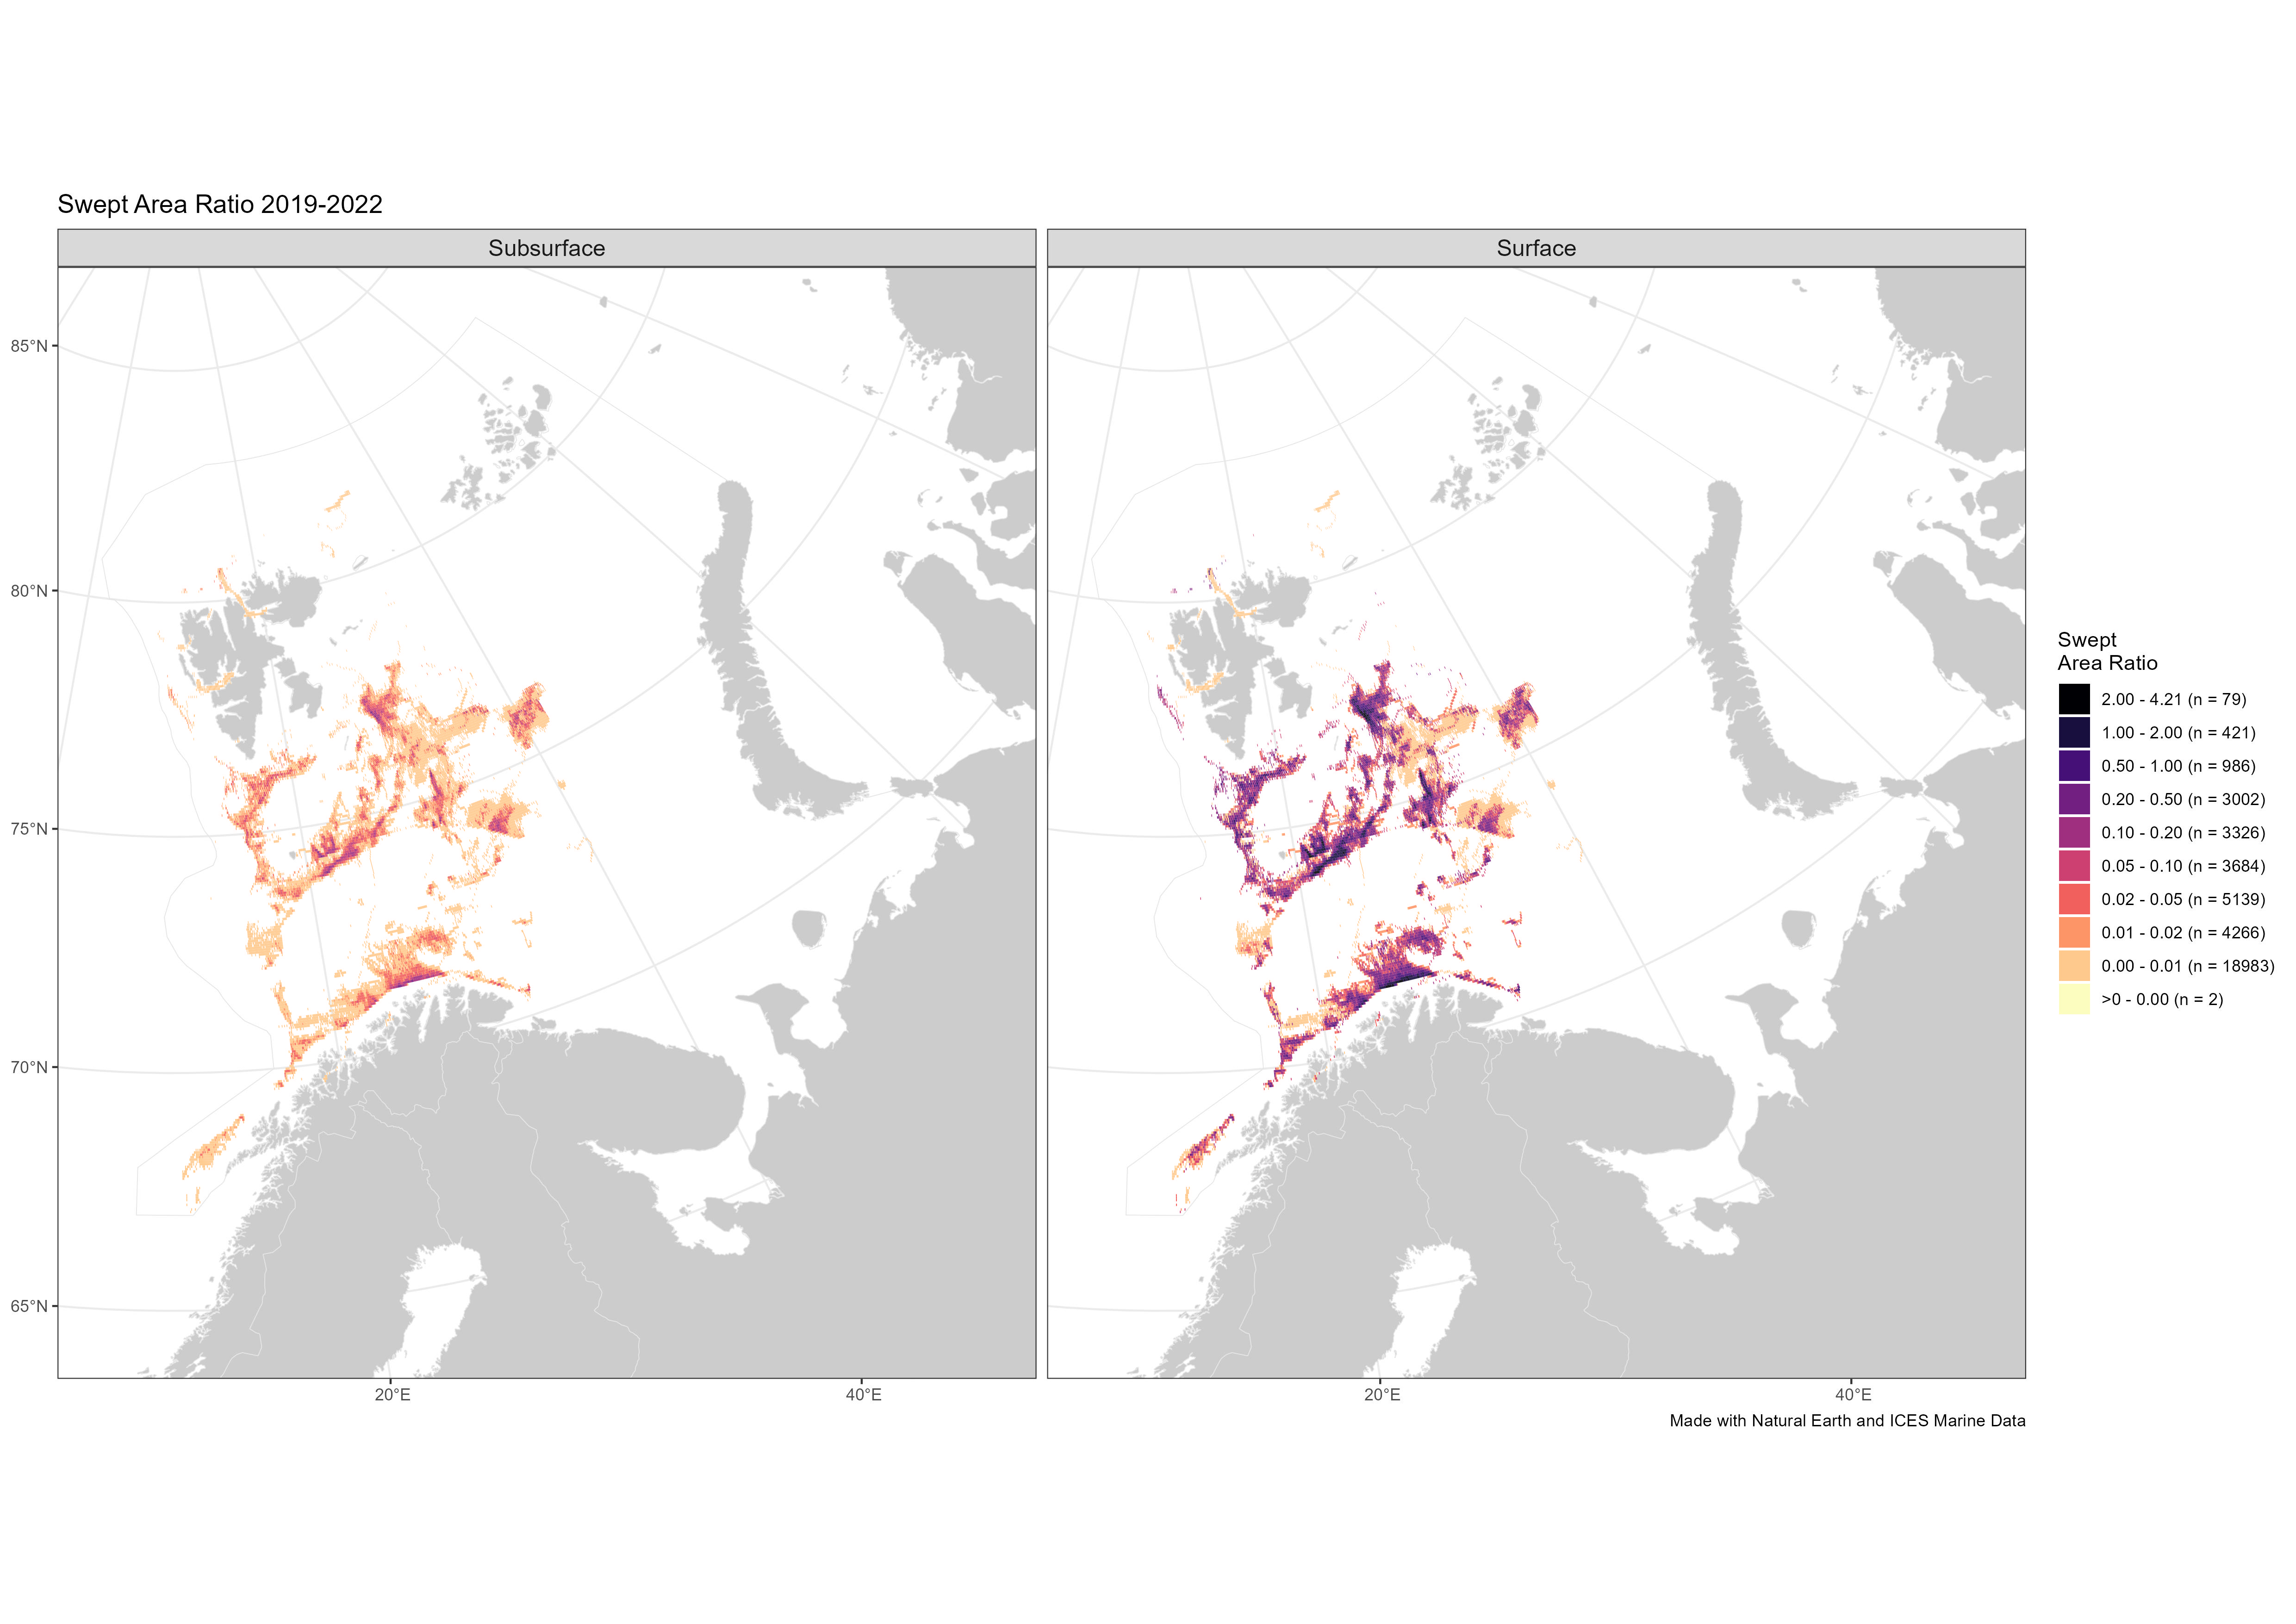 Swept Area Ratio 2019-2022
Subsurface
Surface
85°N
80°N
75°N
70°N
65°N
20°E
40°E
20°E
40°E
Swept
Area Ratio
2.00 - 4.21 (n = 79)
1.00 - 2.00 (n = 421)
0.50 - 1.00 (n = 986)
0.20 - 0.50 (n = 3002)
0.10 - 0.20 (n = 3326)
0.05 - 0.10 (n = 3684)
0.02 - 0.05 (n = 5139)
0.01 - 0.02 (n = 4266)
0.00 - 0.01 (n = 18983)
>0 - 0.00 (n = 2)
Made with Natural Earth and ICES Marine Data